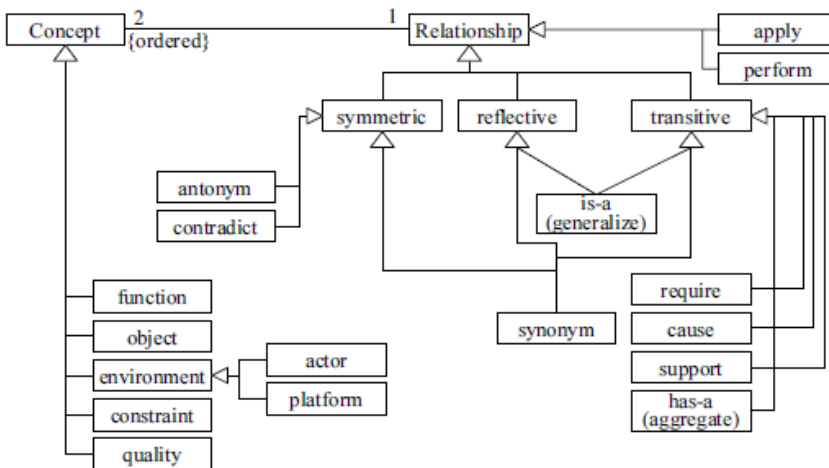 Concept
2
{ordered}
1
Relationship
apply
perform
symmetric
reflective
transitive
antonym
contradict
is-a
(generalize)
function
object
environment
constraint
quality
actor
platform
synonym
require
cause
support
has-a
(aggregate)